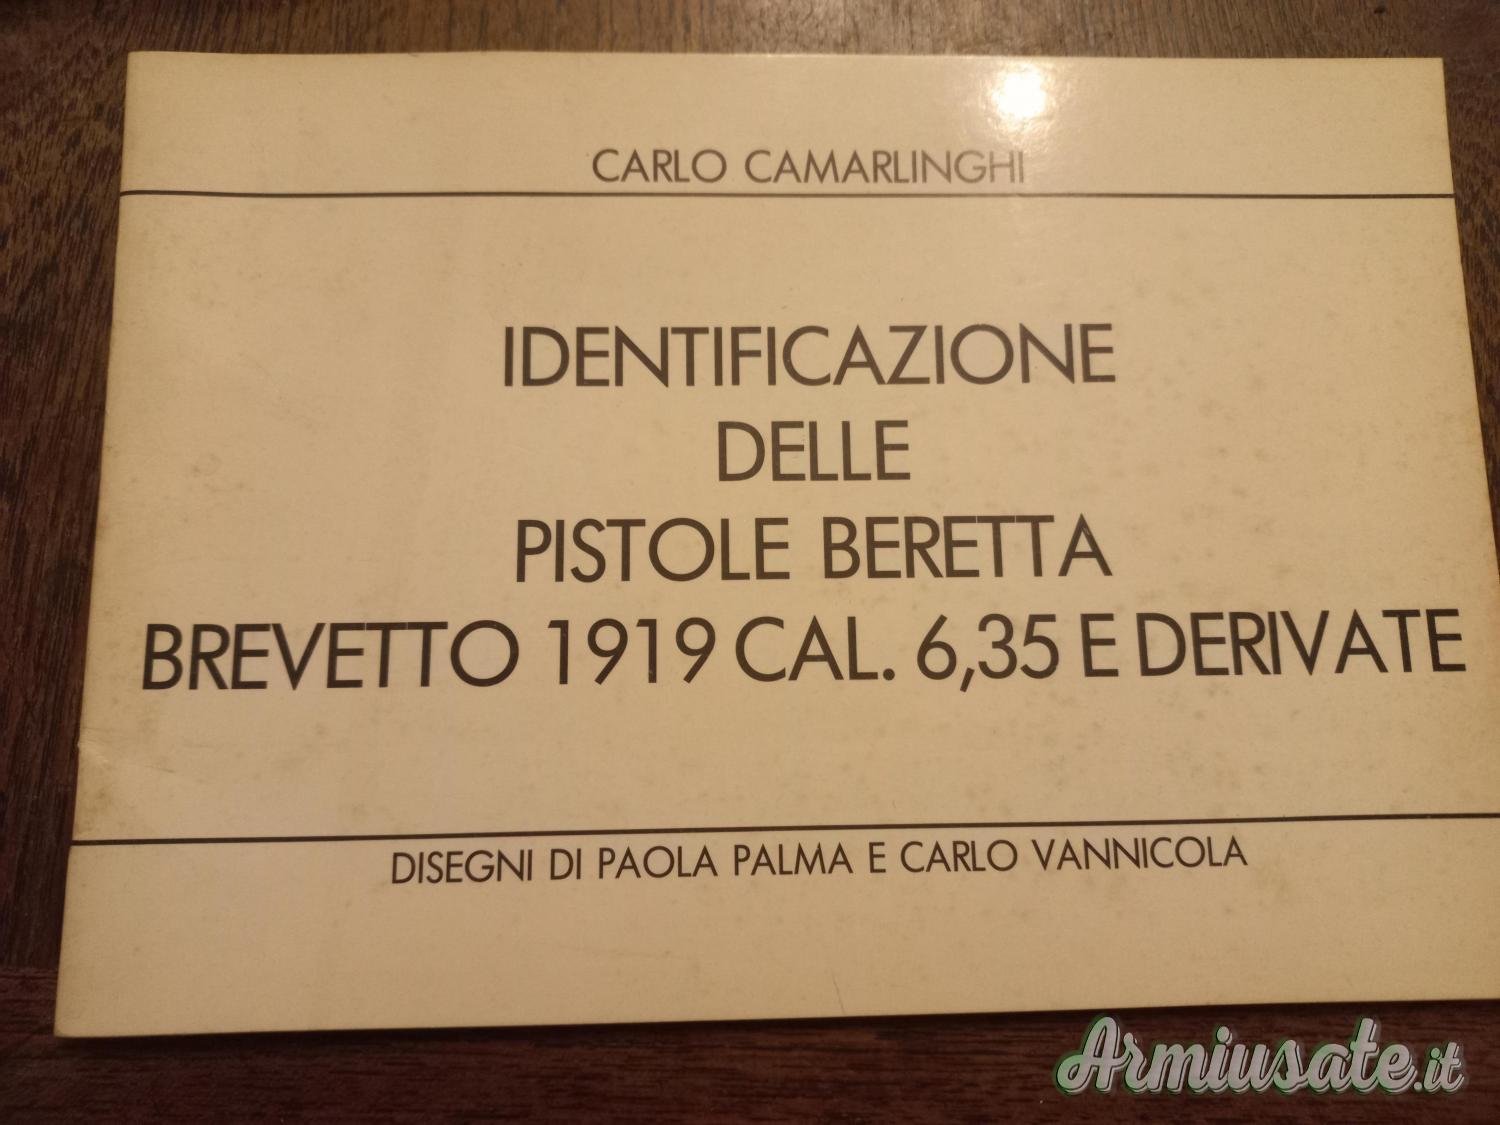 CARLO CAMARLINGHI
IDENTIFICAZIONE
DELLE
PISTOLE BERETTA
BREVETTO 1919 CAL. 6,35 E DERIVATE
DISEGNI DI PAOLA PALMA E CARLO VANNICOLA
Armiusate.it